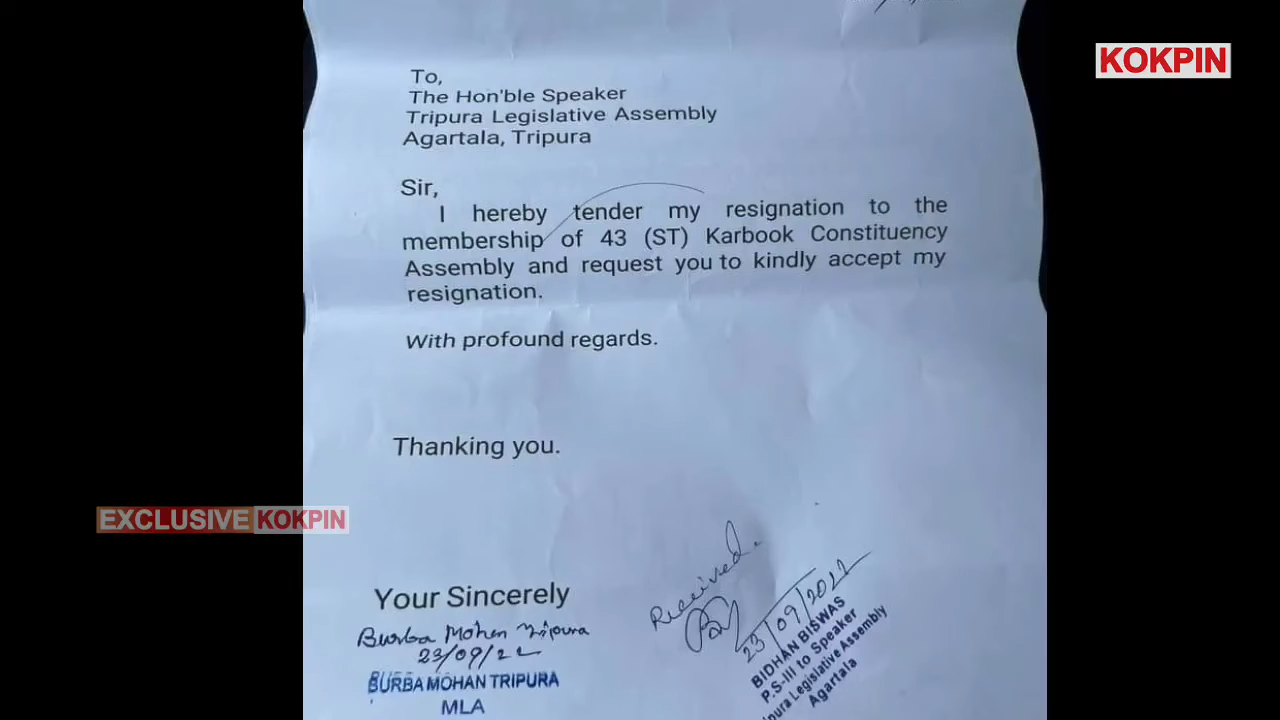 KOKPIN
To,
The Hon'ble Speaker
Tripura Legislative Assembly
Agartala, Tripura
Sir,
I hereby tender my resignation to the
membership of 43 (ST) Karbook Constituency
Assembly and request you to kindly accept my
resignation.
With profound regards.
Thanking you.
EXCLUSIVE KOKPIN
Your Sincerely
Burba Mohan Tripura
23/09/22
BURBA MOHAN TRIPURA
MLA
Received.
23/09/2022
BIDHAN BISWAS
P.S-III to Speaker
Legislative Assembly
Agartala